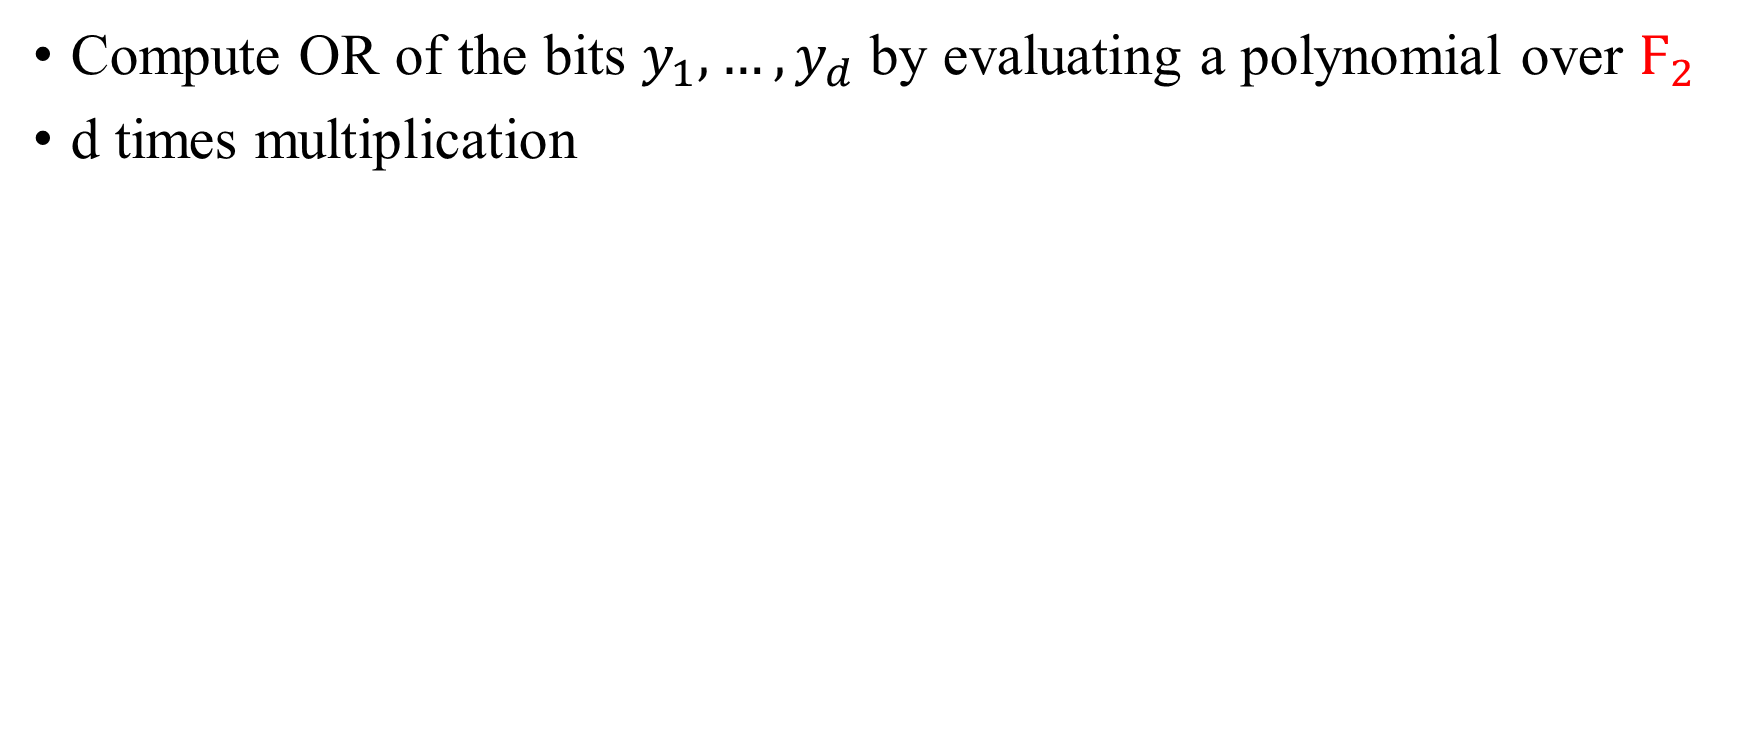 • Compute OR of the bits y₁, … , y_d by evaluating a polynomial over F₂
• d times multiplication